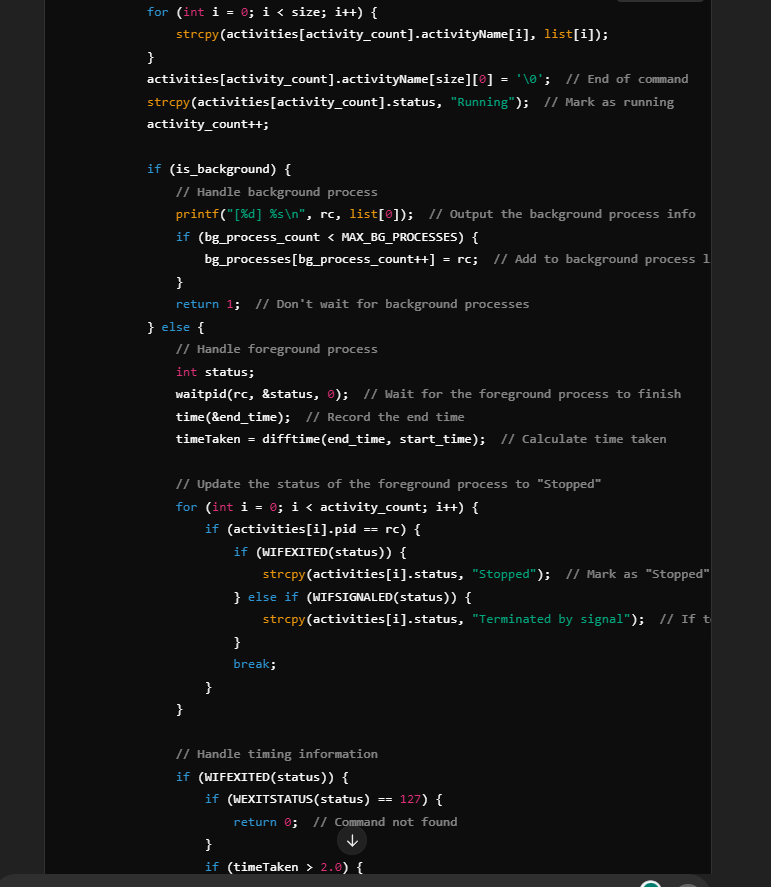 for (int i = 0; i < size; i++) {
strcpy(activities[activity_count].activityName[i], list[i]);
}
activities[activity_count].activityName[size][0] = '\0';  // End of command
strcpy(activities[activity_count].status, "Running");  // Mark as running
activity_count++;
if (is_background) {
// Handle background process
printf("[%d] %s\n", rc, list[0]);  // Output the background process info
if (bg_process_count < MAX_BG_PROCESSES) {
bg_processes[bg_process_count++] = rc;  // Add to background process l
}
return 1;  // Don't wait for background processes
} else {
// Handle foreground process
int status;
waitpid(rc, &status, 0);  // Wait for the foreground process to finish
time(&end_time);  // Record the end time
timeTaken = difftime(end_time, start_time);  // Calculate time taken
// Update the status of the foreground process to "Stopped"
for (int i = 0; i < activity_count; i++) {
if (activities[i].pid == rc) {
if (WIFEXITED(status)) {
strcpy(activities[i].status, "Stopped");  // Mark as "Stopped"
} else if (WIFSIGNALED(status)) {
strcpy(activities[i].status, "Terminated by signal");  // If t
}
break;
}
}
// Handle timing information
if (WIFEXITED(status)) {
if (WEXITSTATUS(status) == 127) {
return 0;  // Command not found
}
if (timeTaken > 2.0) {